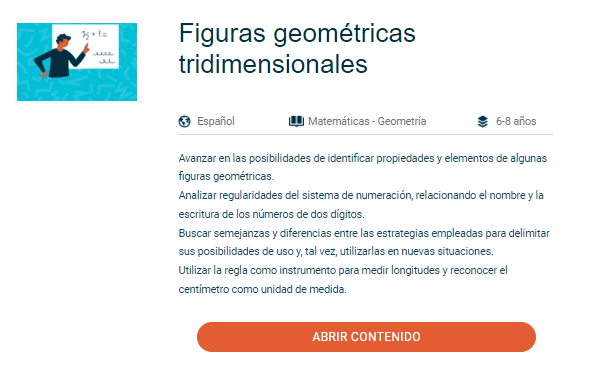 Figuras geométricas
tridimensionales
Español
Matemáticas - Geometría
6-8 años
Avanzar en las posibilidades de identificar propiedades y elementos de algunas
figuras geométricas.
Analizar regularidades del sistema de numeración, relacionando el nombre y la
escritura de los números de dos dígitos.
Buscar semejanzas y diferencias entre las estrategias empleadas para delimitar
sus posibilidades de uso y, tal vez, utilizarlas en nuevas situaciones.
Utilizar la regla como instrumento para medir longitudes y reconocer el
centímetro como unidad de medida.
ABRIR CONTENIDO